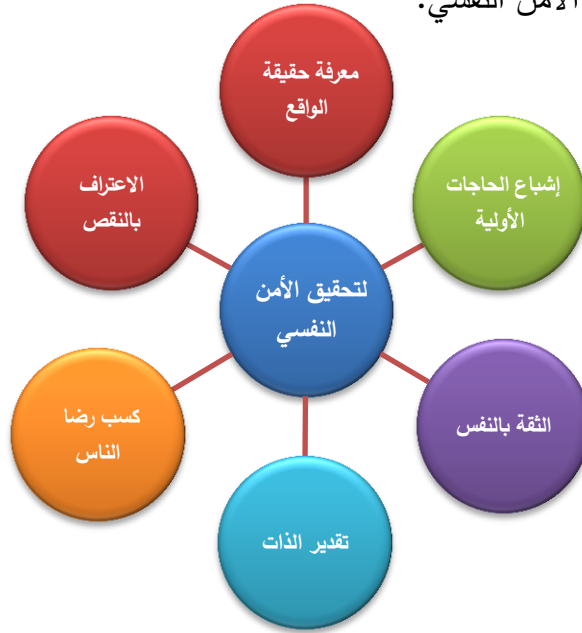 الأمن النفسي.
معرفة حقيقة
الواقع
إشباع الحاجات
الأولية
الاعتراف
بالنقص
لتحقيق الأمن
النفسي
الثقة بالنفس
كسب رضا
الناس
تقدير الذات